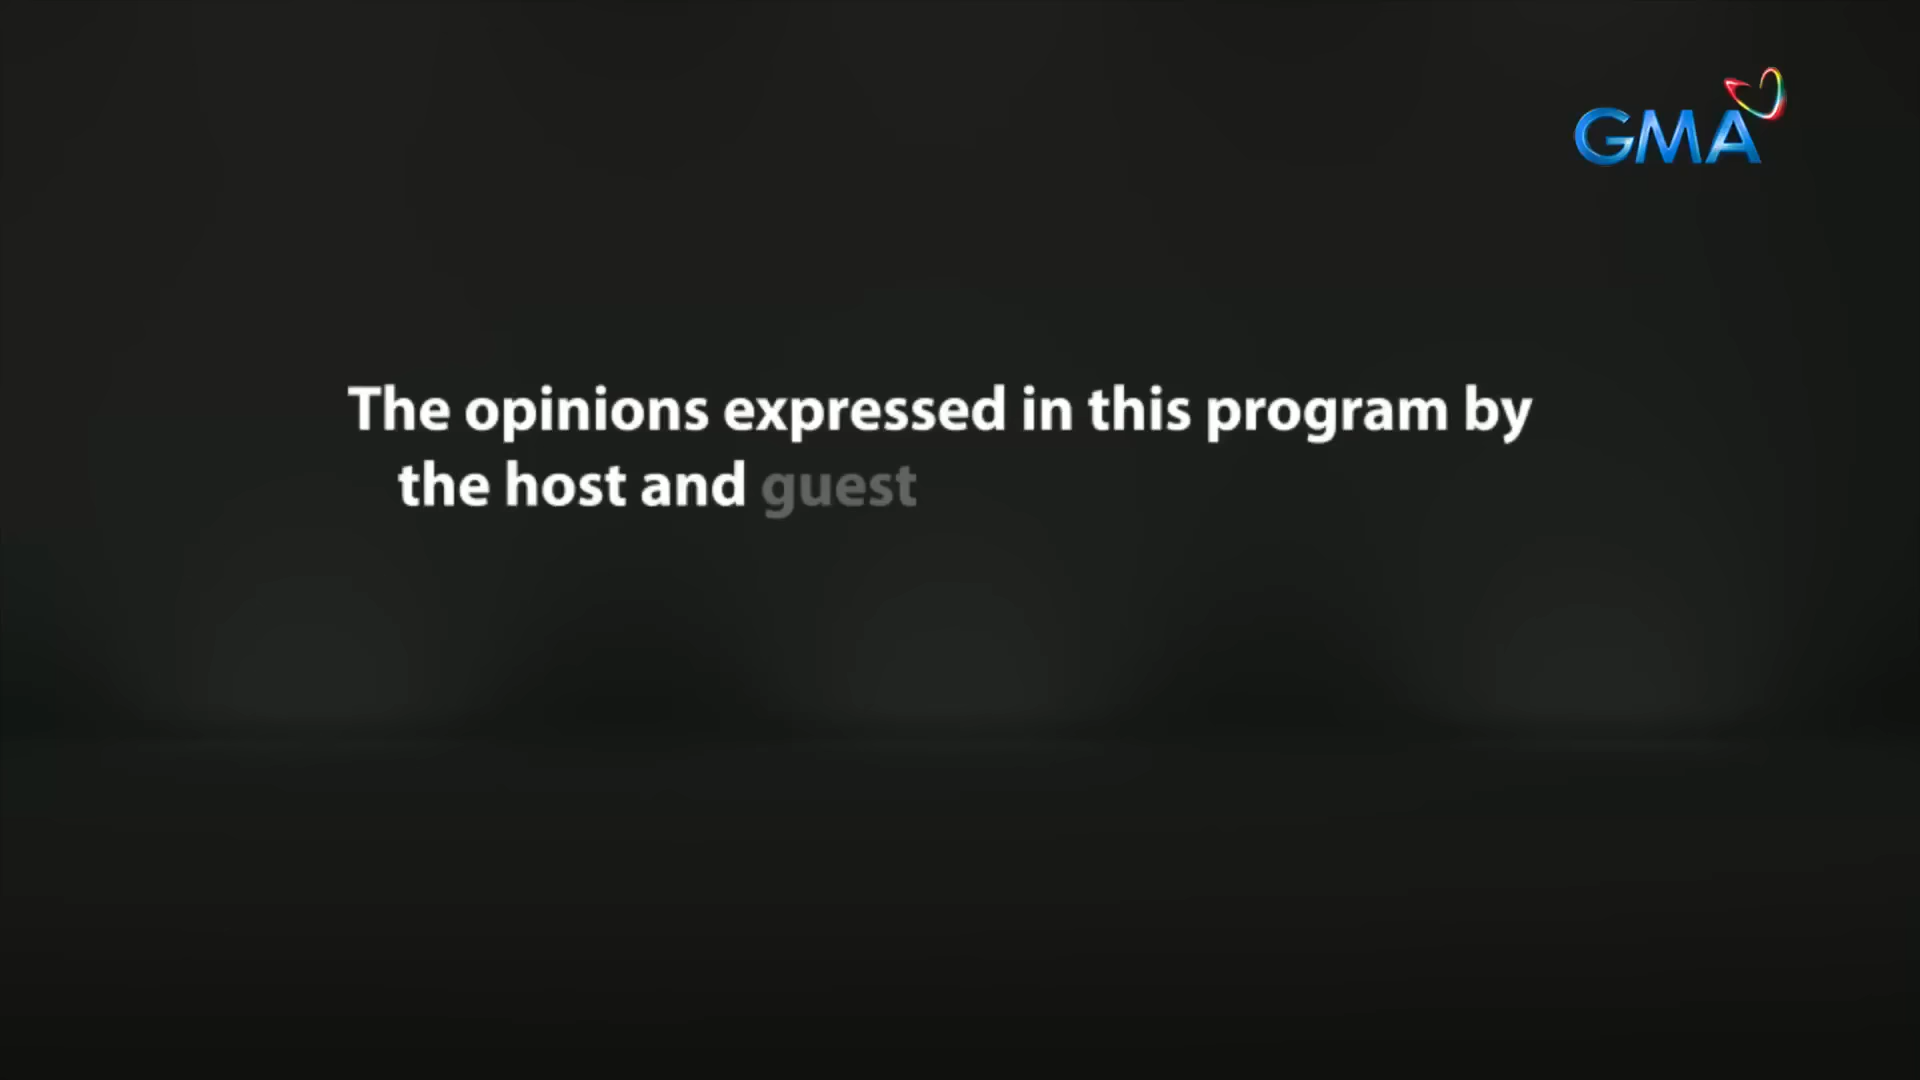 GMA
The opinions expressed in this program by
the host and guest